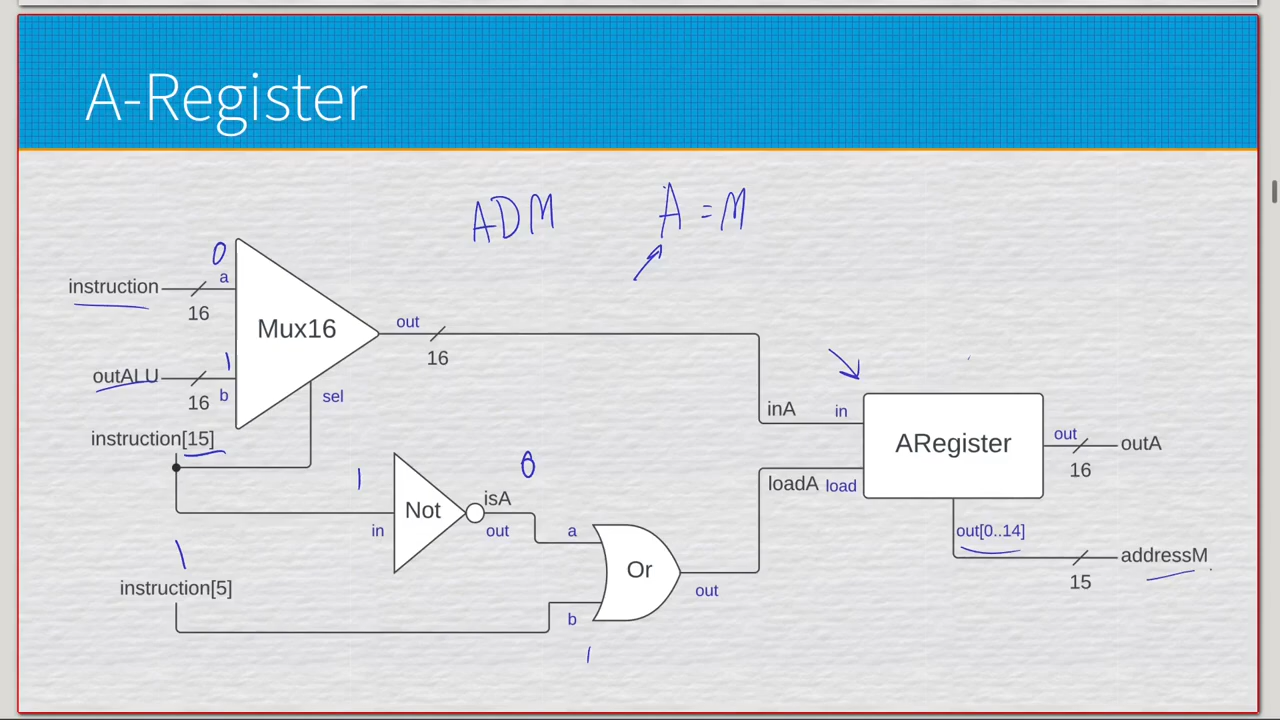 A-Register
ADM A = M
0
instruction a
16
Mux16
out
16
1
outALU
16 b
sel
instruction[15]
inA in
ARegister
out outA
16
loadA load
1
0
Not isA
in out
a
out[0..14]
addressM
15
1
instruction[5]
Or
out
b
1